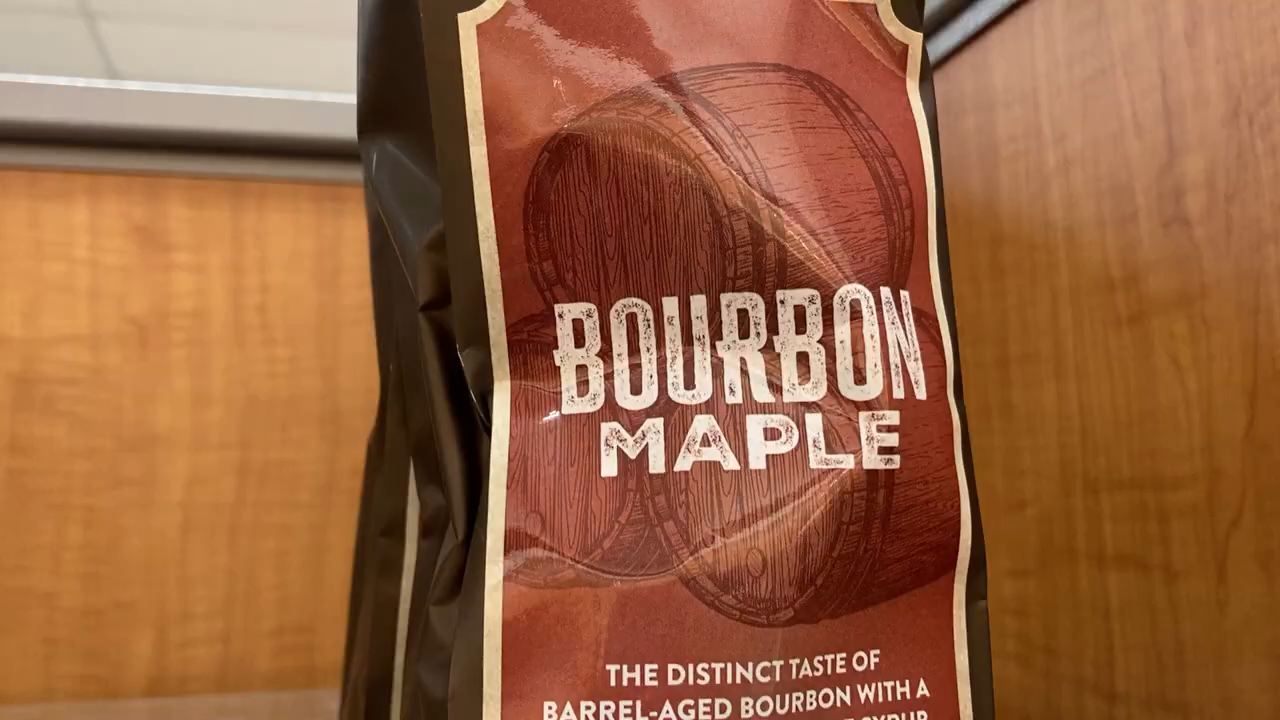 BOURBON
MAPLE
THE DISTINCT TASTE OF
BARREL-AGED BOURBON WITH A
SYRUP